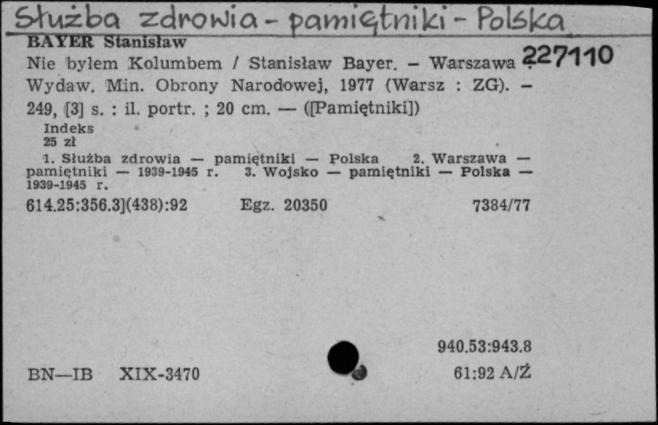 Służba zdrowia - pamiętniki - Polska
BAYER Stanisław
Nie byłem Kolumbem / Stanisław Bayer. — Warszawa : 227110
Wydaw. Min. Obrony Narodowej, 1977 (Warsz : ZG). —
249, [3] s. : il. portr. ; 20 cm. — ([Pamiętniki])
Indeks
25 zł
1. Służba zdrowia — pamiętniki — Polska 2. Warszawa —
pamiętniki — 1939-1945 r. 3. Wojsko — pamiętniki — Polska —
1939-1945 r.
614.25:356.3](438):92 Egz. 20350 7384/77
940.53:943.8
BN—IB XIX-3470 61:92 A/Ż